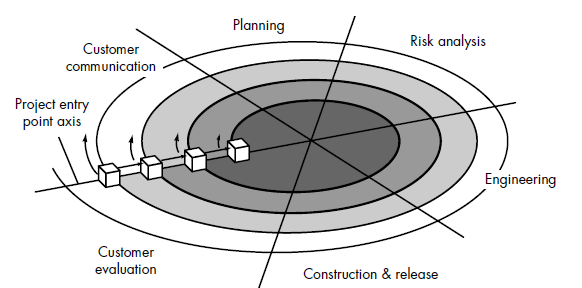 Planning
Risk analysis
Customer
communication
Project entry
point axis
Engineering
Customer
evaluation
Construction & release